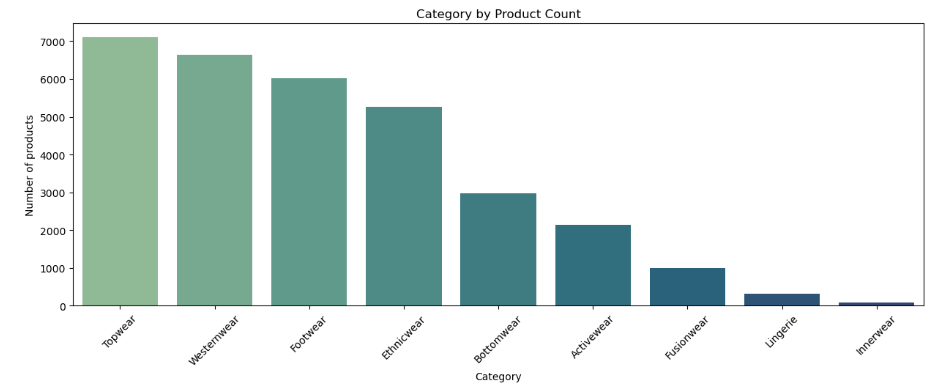 Category by Product Count
Number of products
7000
6000
5000
4000
3000
2000
1000
0
Topwear
Westernwear
Footwear
Ethnicwear
Bottomwear
Activewear
Fusionwear
Lingerie
Innerwear
Category